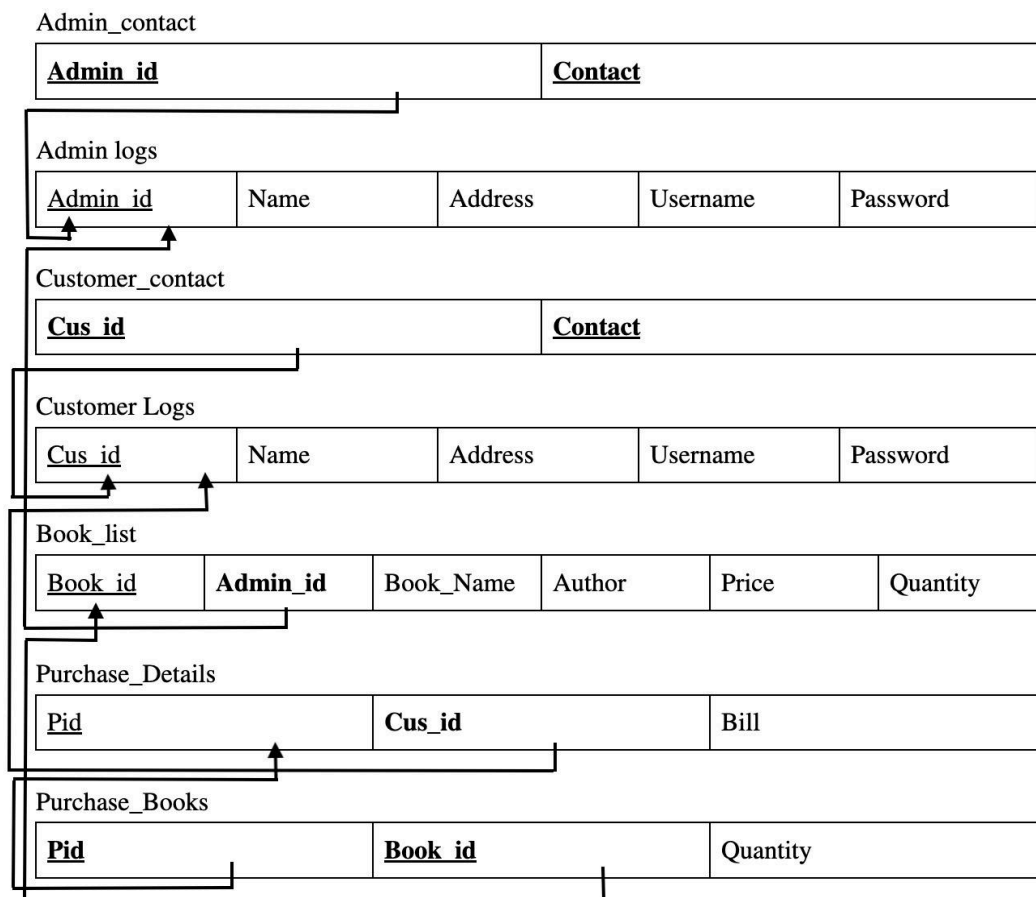 Admin_contact
Admin_id Contact
Admin logs
Admin_id Name Address Username Password
Customer_contact
Cus_id Contact
Customer Logs
Cus_id Name Address Username Password
Book_list
Book_id Admin_id Book_Name Author Price Quantity
Purchase_Details
Pid Cus_id Bill
Purchase_Books
Pid Book_id Quantity